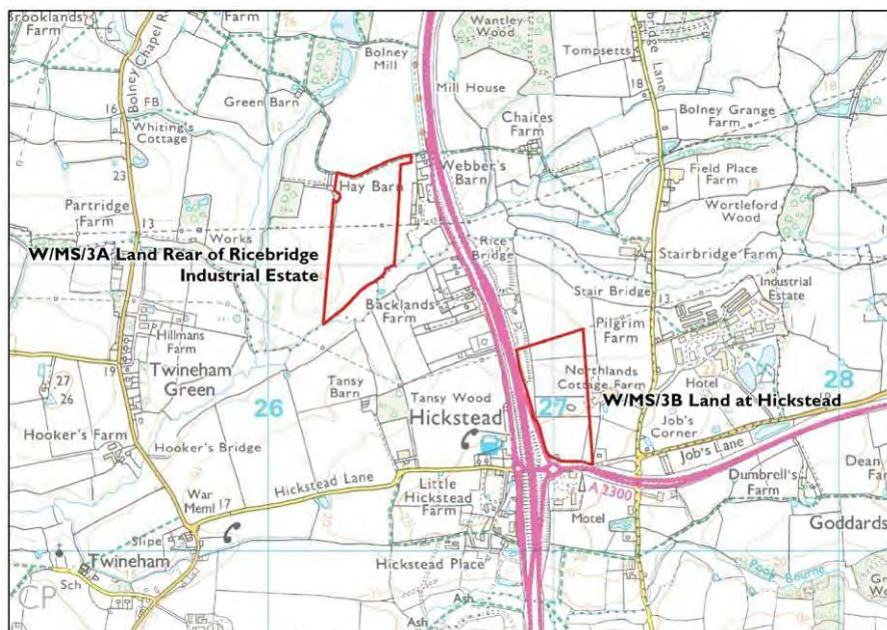 Brooklands
Farm
Bolney Chapel R
Farm
26
Bolney
Mill
Wantley
Wood
Tompsetts
bridge Lane
18
Green Barn
Mill House
16
FB
Whiting's
Cottage
Chaites
Farm
Bolney Grange
Farm
23
Hay Barn
Webber's
Barn
Field Place
Farm
Partridge
Farm
13
Works
Wortleford
Wood
W/MS/3A Land Rear of Ricebridge
Industrial Estate
Rice
Bridge
Stairbridge Farm
Backlands
Farm
Stair Bridge
13
Industrial
Estate
Hillmans
Farm
Pilgrim
Farm
19
Twineham
Green
Tansy
Barn
Tansy Wood
Northlands
Cottage Farm
Hotel
27
26
26
Hickstead
27
W/MS/3B Land at Hickstead
28
Hooker's Farm
Hooker's Bridge
Job's
Corner
Job's Lane
War
Meml
17
Hickstead Lane
Little
Hickstead
Farm
A 2300
Dumbrell's
Farm
Dean
Far
Slipe
Motel
Goddards
Twineham
Hickstead Place
Sch
CP
Ash
Ash
Pook Bourne
Gr
Wo